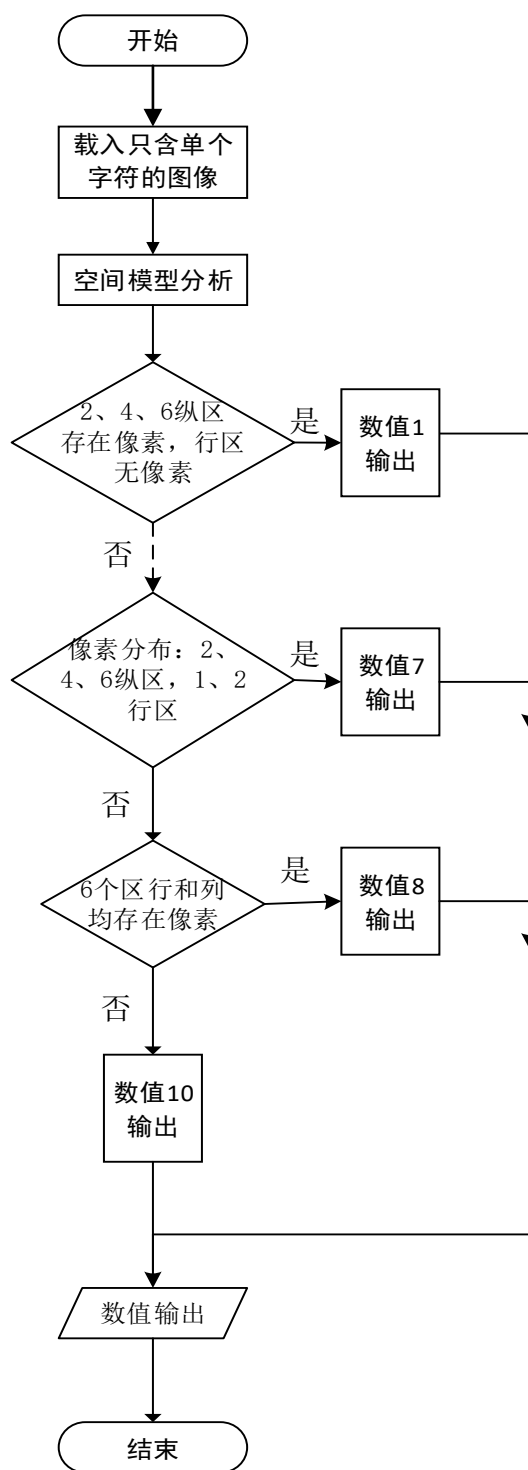 开始
载入只含单个
字符的图像
空间模型分析
2、4、6纵区
存在像素，行区
无像素
是
数值1
输出
否
像素分布：2、
4、6纵区，1、2
行区
是
数值7
输出
否
6个区行和列
均存在像素
是
数值8
输出
否
数值10
输出
数值输出
结束